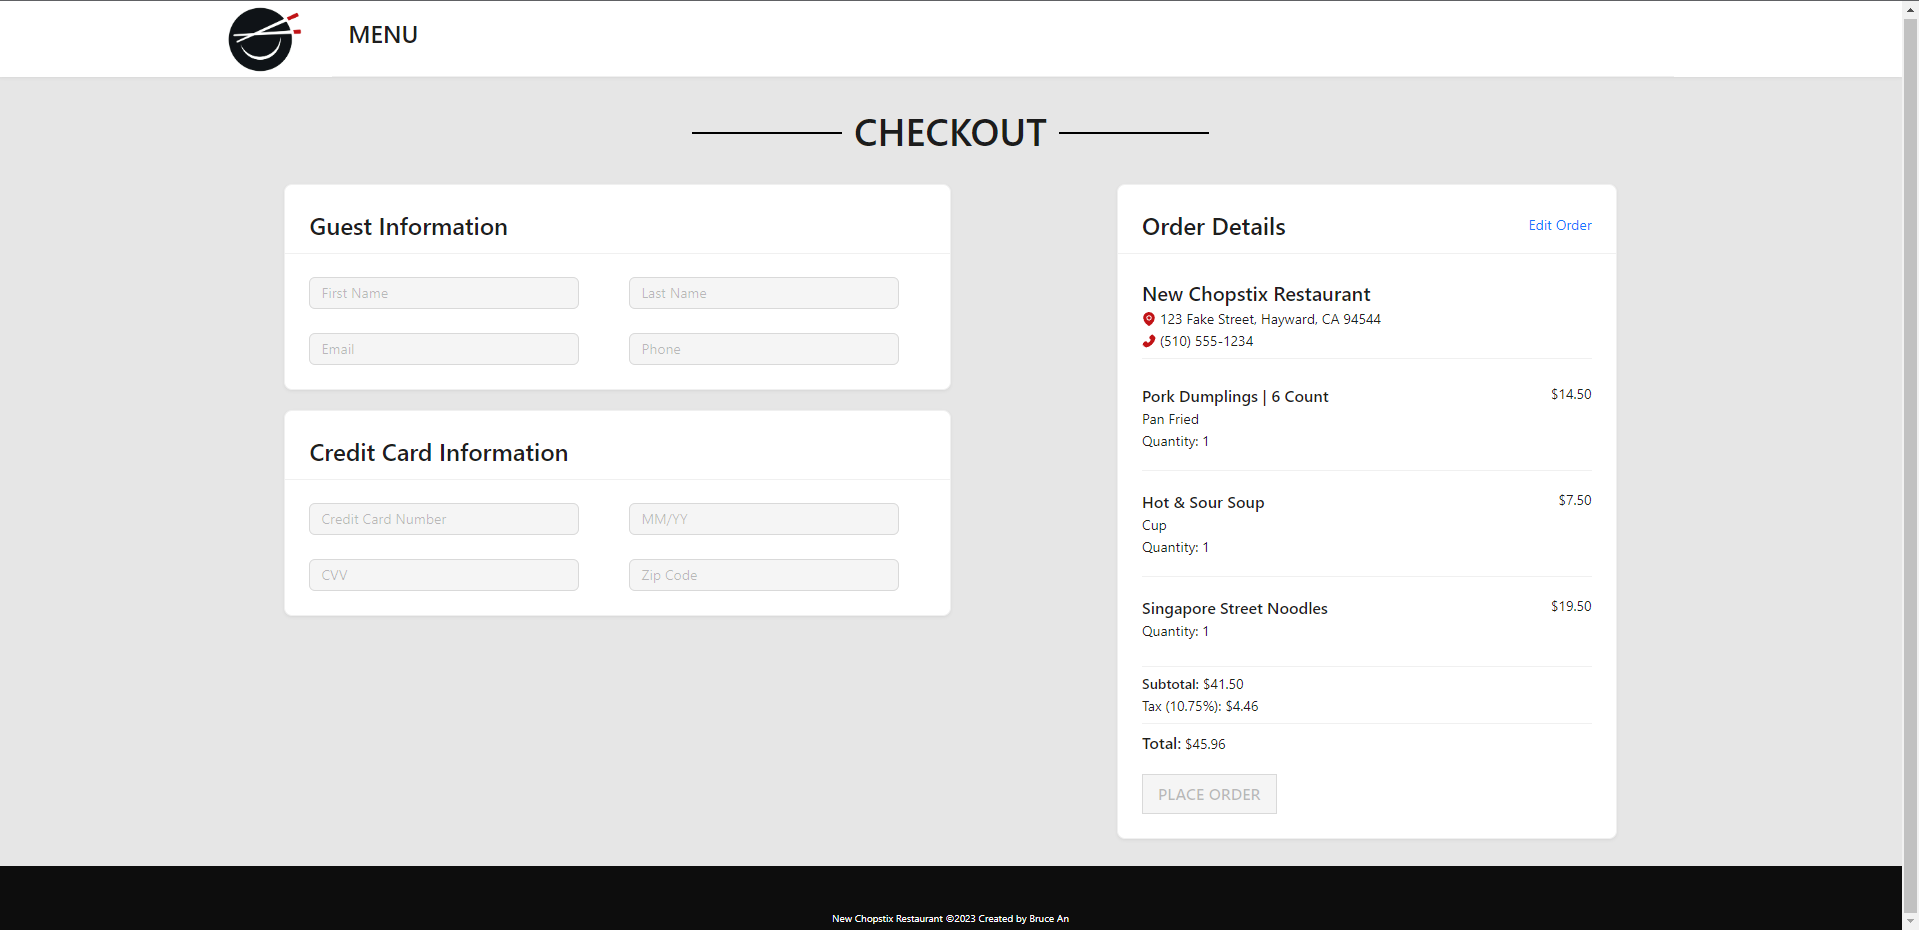 MENU
CHECKOUT
Guest Information
First Name
Last Name
Email
Phone
Credit Card Information
Credit Card Number
MM/YY
CVV
Zip Code
Order Details
Edit Order
New Chopstix Restaurant
123 Fake Street, Hayward, CA 94544
(510) 555-1234
Pork Dumplings | 6 Count
$14.50
Pan Fried
Quantity: 1
Hot & Sour Soup
$7.50
Cup
Quantity: 1
Singapore Street Noodles
$19.50
Quantity: 1
Subtotal: $41.50
Tax (10.75%): $4.46
Total: $45.96
PLACE ORDER
New Chopstix Restaurant ©2023 Created by Bruce An